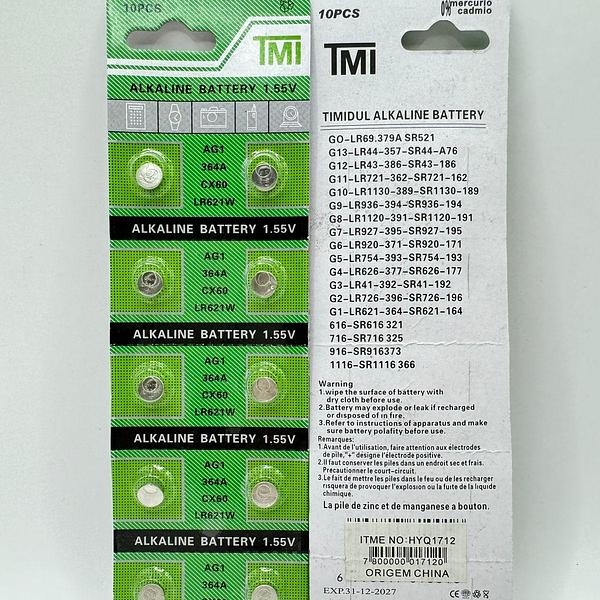 10PCS
TMI
ALKALINE BATTERY 1.55V
AG1
364A
CX60
LR621W
ALKALINE BATTERY 1.55V
AG1
364A
CX60
LR621W
ALKALINE BATTERY 1.55V
AG1
364A
CX60
LR621W
ALKALINE BATTERY 1.55V
AG1
364A
CX60
LR621W
ALKALINE BATTERY 1.55V
AG1
364A
10PCS
0% mercurio
cadmio
TMI
TIMIDUL ALKALINE BATTERY
GO-LR69.379A SR521
G13-LR44-357-SR44-A76
G12-LR43-386-SR43-186
G11-LR721-362-SR721-162
G10-LR1130-389-SR1130-189
G9-LR936-394-SR936-194
G8-LR1120-391-SR1120-191
G7-LR927-395-SR927-195
G6-LR920-371-SR920-171
G5-LR754-393-SR754-193
G4-LR626-377-SR626-177
G3-LR41-392-SR41-192
G2-LR726-396-SR726-196
G1-LR621-364-SR621-164
616-SR616 321
716-SR716 325
916-SR916373
1116-SR1116 366
Warning
1.wipe the surface of battery with
dry cloth before use.
2.Battery may explode or leak if recharged
or disposed of in fire.
3.Refer to instructions of apparatus and make
sure battery polafity before use.
Remarques:
1.Avant de l'utilisation, faire attention aux électrodes
de pile,"+" designe l'électrode positive.
2.Il faut conserver les piles dans un endroit sec et frais.
Precautionner le court-circuit.
3.Le fait de mettre les piles dans le feu ou de les recharger
risquera de provoquer l'explosion ou la fuite de la liquide
chimique.
La pile de zinc et de manganese a bouton.
ITME NO:HYQ1712
7 800000 017120
ORIGEM CHINA
6
EXP.31-12-2027
CE